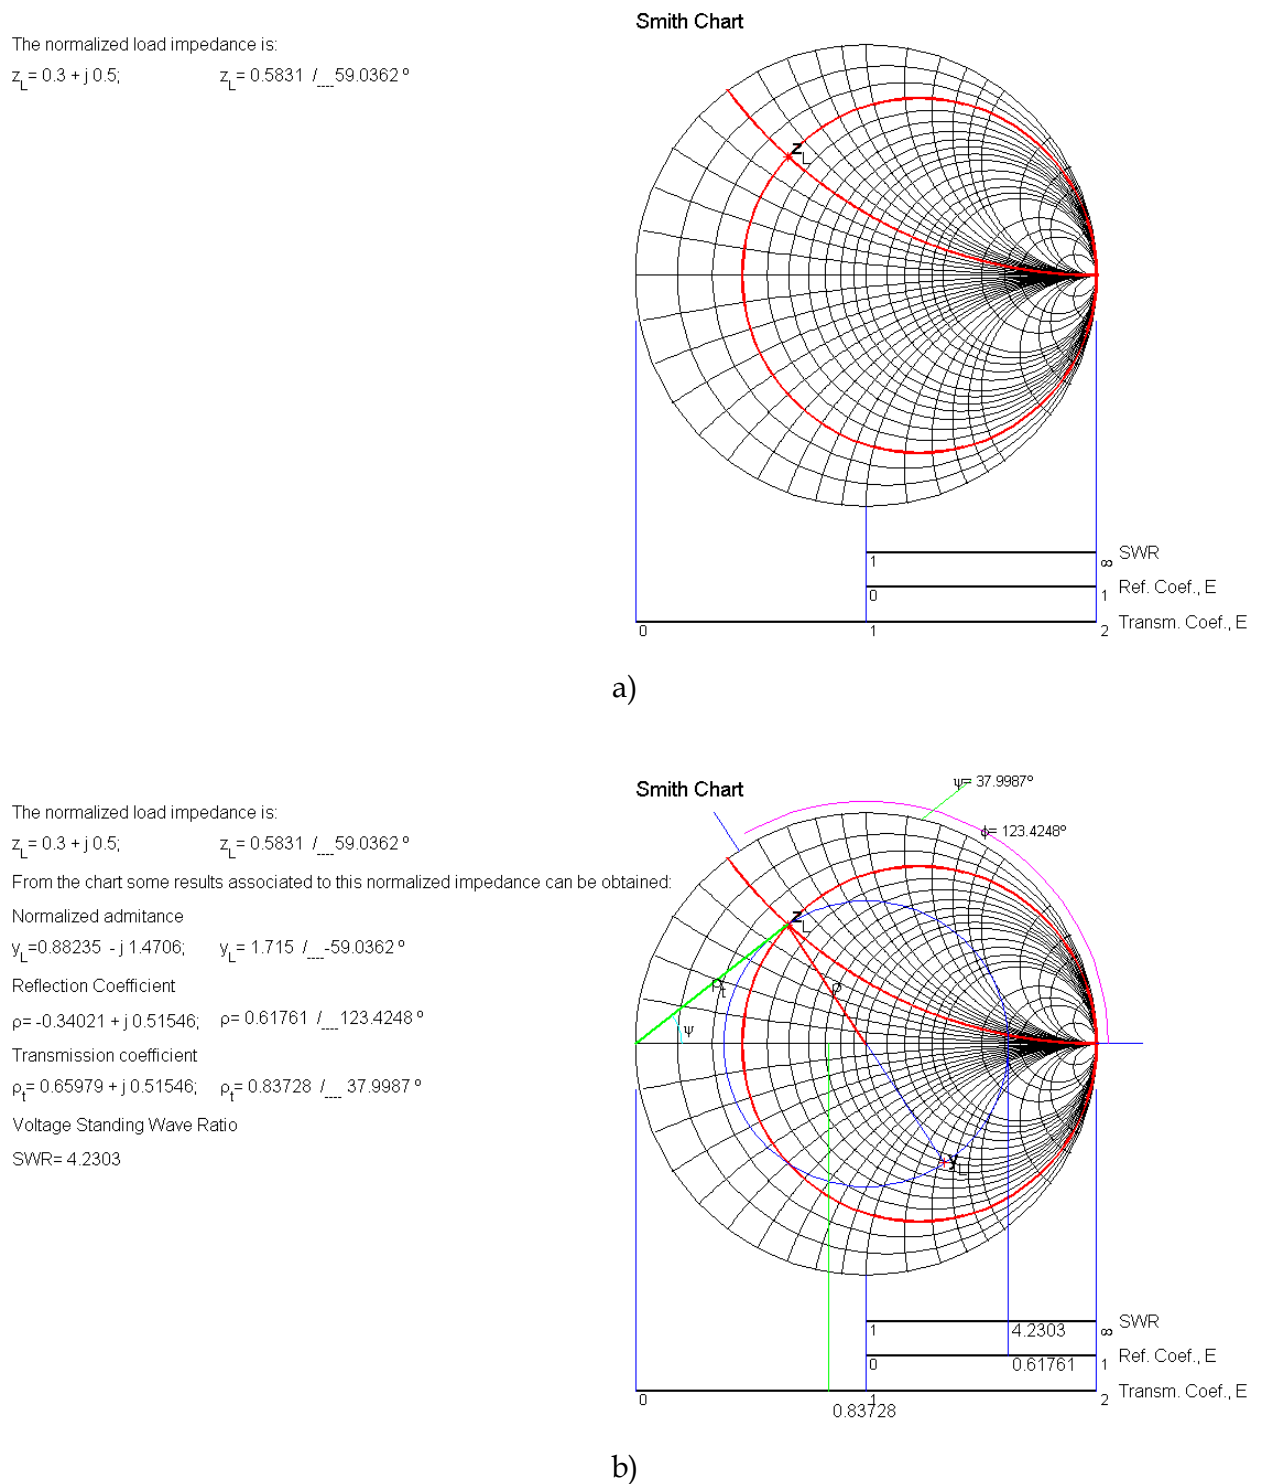 Smith Chart
The normalized load impedance is:
z_L= 0.3 + j 0.5; z_L= 0.5831 /___59.0362 º
z_L
1 ∞ SWR
0 1 Ref. Coef., E
0 1 2 Transm. Coef., E
a)
Smith Chart
ψ= 37.9987º
ϕ= 123.4248º
The normalized load impedance is:
z_L= 0.3 + j 0.5; z_L= 0.5831 /___59.0362 º
From the chart some results associated to this normalized impedance can be obtained:
Normalized admitance
y_L=0.88235 - j 1.4706; y_L= 1.715 /___-59.0362 º
Reflection Coefficient
ρ= -0.34021 + j 0.51546; ρ= 0.61761 /___123.4248 º
Transmission coefficient
ρ_t= 0.65979 + j 0.51546; ρ_t= 0.83728 /___ 37.9987 º
Voltage Standing Wave Ratio
SWR= 4.2303
z_L
ρ_t ρ
ψ
y_L
1 4.2303 ∞ SWR
0 0.61761 1 Ref. Coef., E
0 1 2 Transm. Coef., E
0.83728
b)